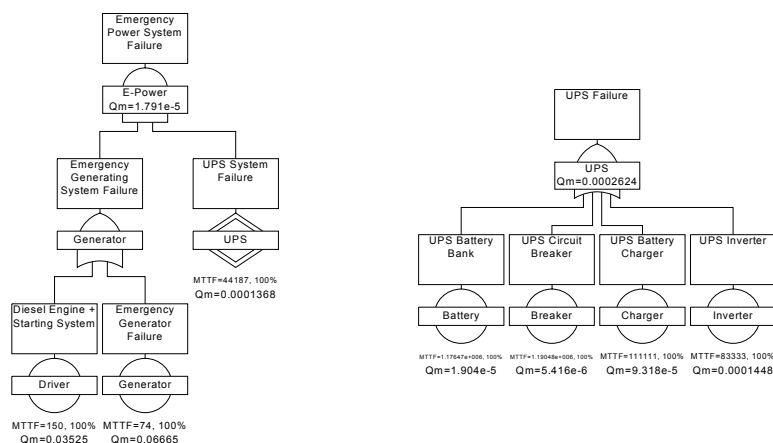 Emergency
Power System
Failure
E-Power
Qm=1.791e-5
Emergency
Generating
System Failure
UPS System
Failure
Generator
UPS
MTTF=44187, 100%
Qm=0.0001368
Diesel Engine +
Starting System
Emergency
Generator
Failure
Driver
Generator
MTTF=150, 100%
Qm=0.03525
MTTF=74, 100%
Qm=0.06665
UPS Failure
UPS
Qm=0.0002624
UPS Battery
Bank
UPS Circuit
Breaker
UPS Battery
Charger
UPS Inverter
Battery
Breaker
Charger
Inverter
MTTF=1.17647e+006, 100%
Qm=1.904e-5
MTTF=1.19048e+006, 100%
Qm=5.416e-6
MTTF=111111, 100%
Qm=9.318e-5
MTTF=83333, 100%
Qm=0.0001448